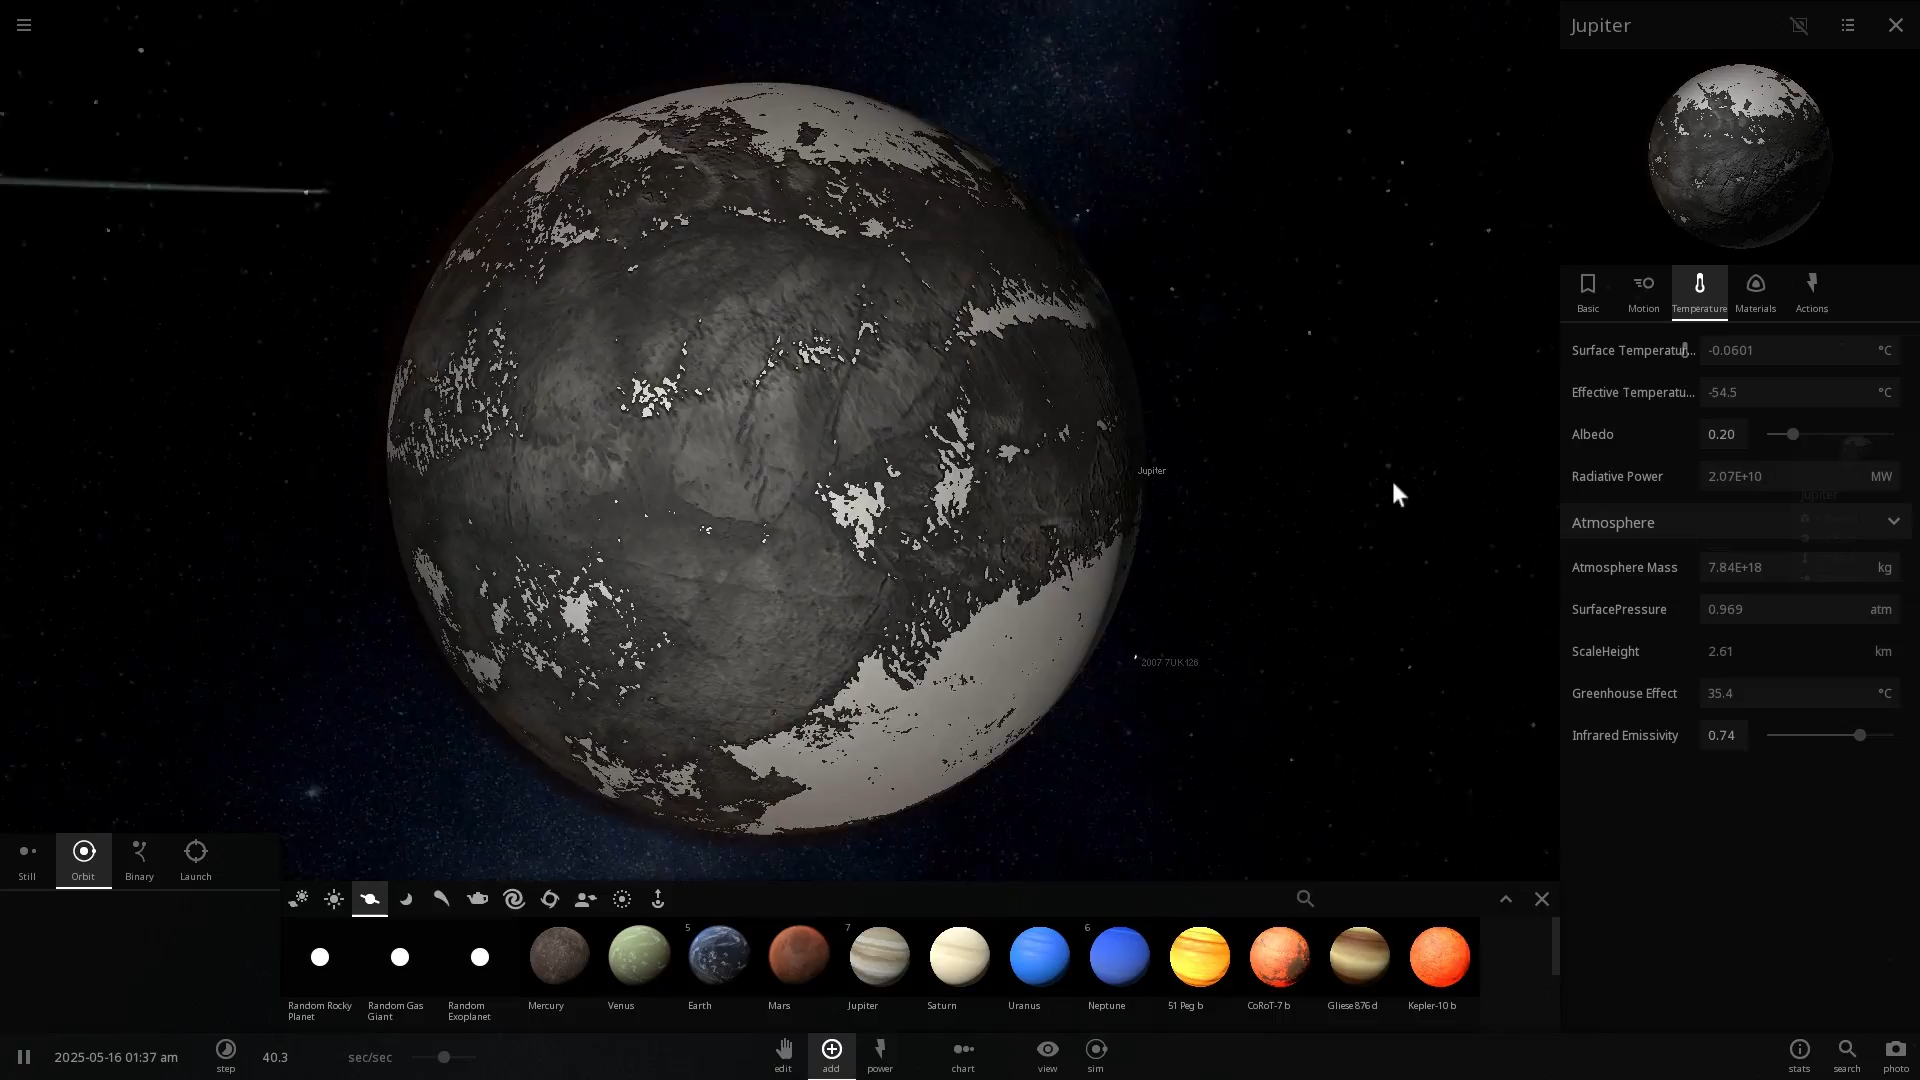 Jupiter
Basic
Motion
Temperature
Materials
Actions
Surface Temperatur... -0.0601 °C
Effective Temperatu... -54.5 °C
Albedo 0.20
Radiative Power 2.07E+10 MW
Jupiter
Atmosphere
Atmosphere Mass 7.84E+18 kg
SurfacePressure 0.969 atm
ScaleHeight 2.61 km
Greenhouse Effect 35.4 °C
Infrared Emissivity 0.74
Jupiter
2007 7UK126
Still
Orbit
Binary
Launch
5
7
6
Random Rocky
Planet
Random Gas
Giant
Random
Exoplanet
Mercury
Venus
Earth
Mars
Jupiter
Saturn
Uranus
Neptune
51 Peg b
CoRoT-7 b
Gliese 876 d
Kepler-10 b
2025-05-16 01:37 am
step
40.3
sec/sec
edit
add
power
chart
view
sim
stats
search
photo